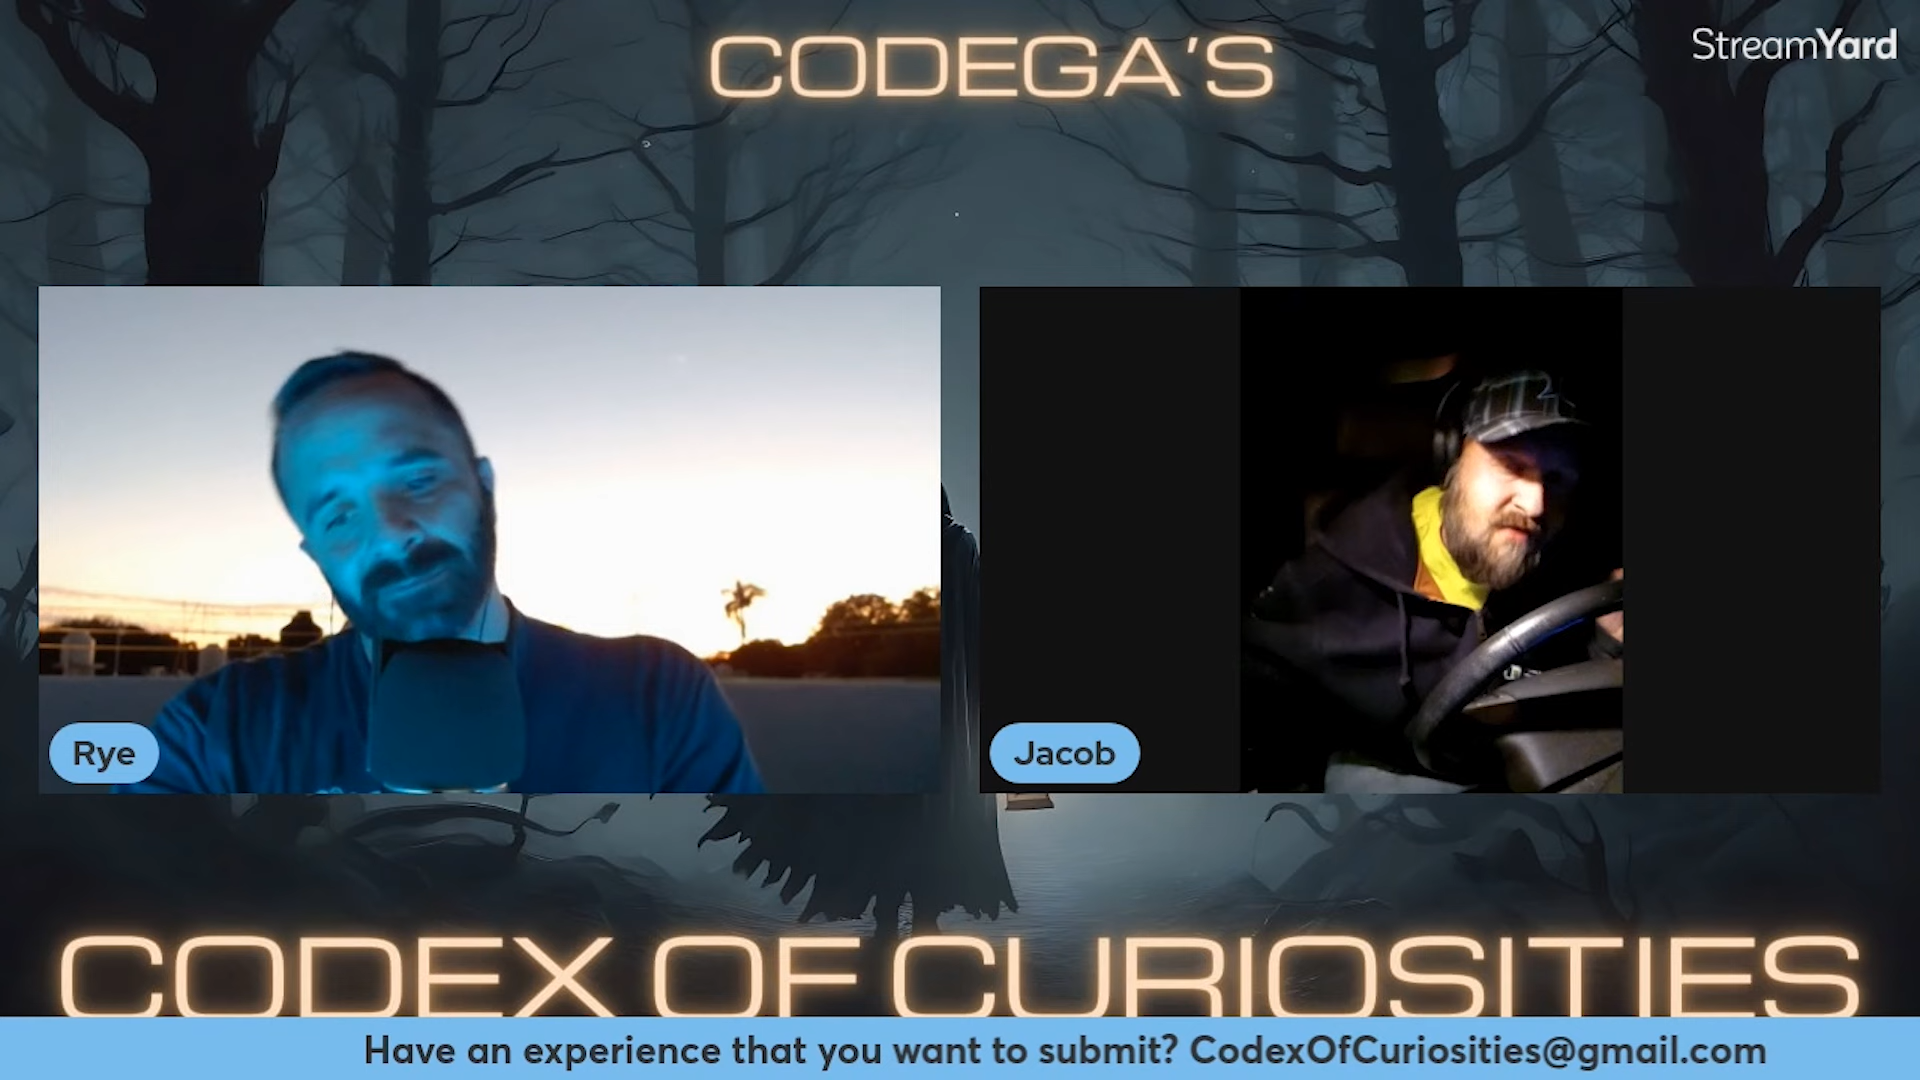 CODEGA'S
StreamYard
Rye
Jacob
CODEX OF CURIOSITIES
Have an experience that you want to submit? CodexOfCuriosities@gmail.com